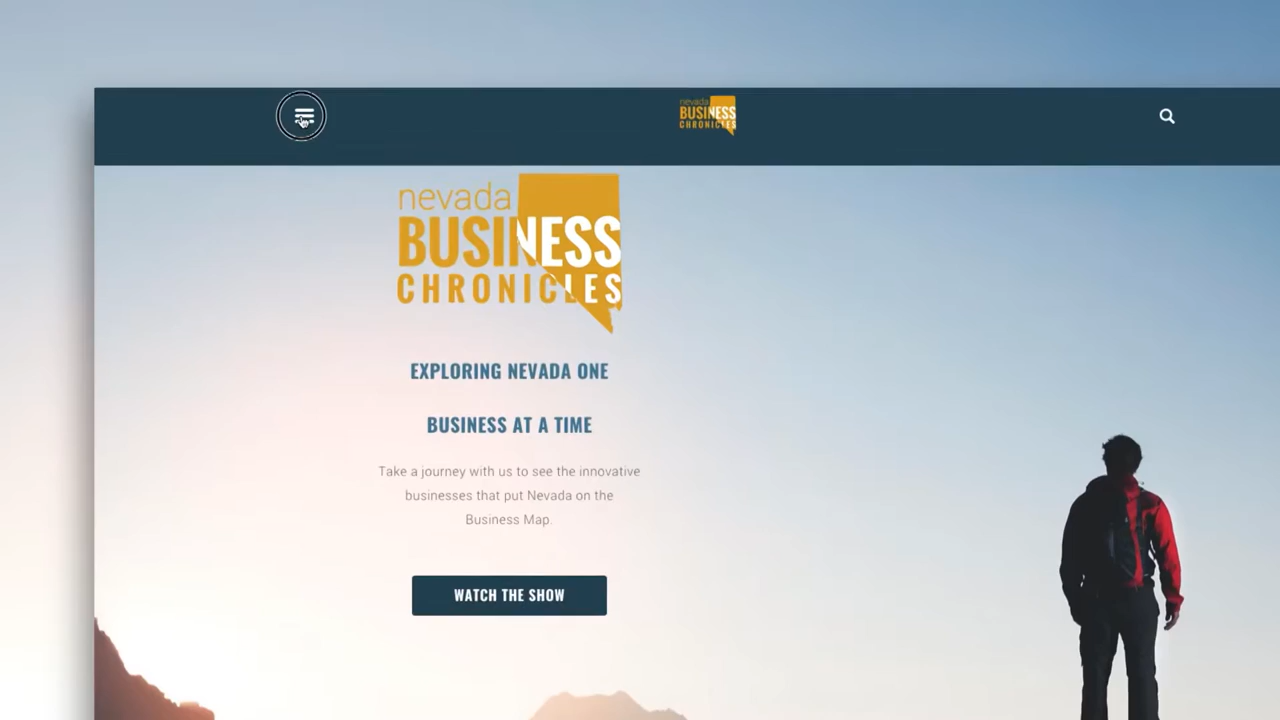 nevada
BUSINESS
CHRONICLES
nevada
BUSINESS
CHRONICLES
EXPLORING NEVADA ONE
BUSINESS AT A TIME
Take a journey with us to see the innovative
businesses that put Nevada on the
Business Map.
WATCH THE SHOW